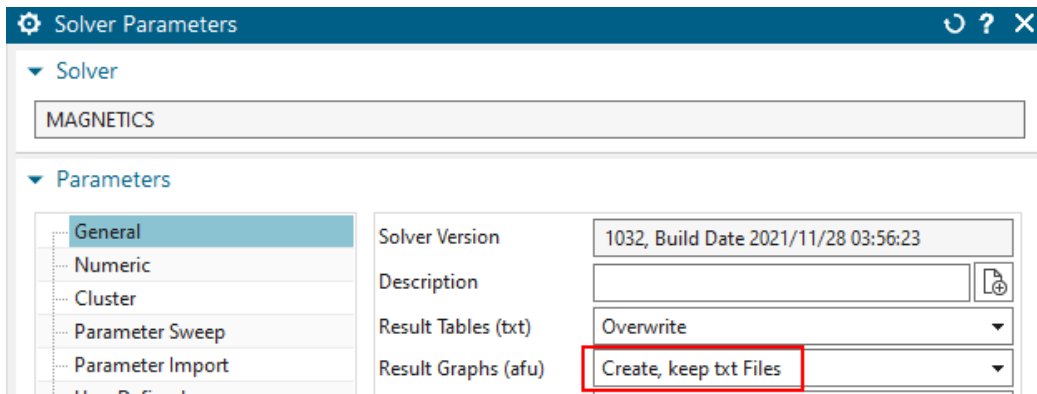 Solver Parameters
Solver
MAGNETICS
Parameters
General
Numeric
Cluster
Parameter Sweep
Parameter Import
Solver Version 1032, Build Date 2021/11/28 03:56:23
Description
Result Tables (txt) Overwrite
Result Graphs (afu) Create, keep txt Files